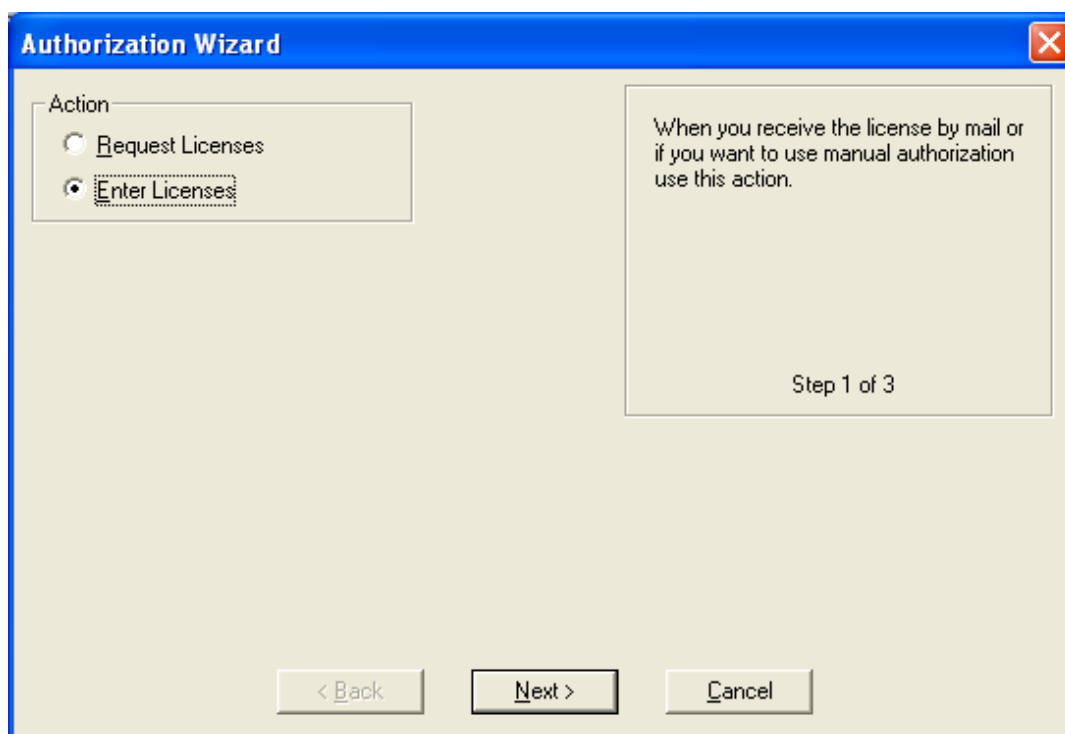 Authorization Wizard
Action
Request Licenses
Enter Licenses
When you receive the license by mail or
if you want to use manual authorization
use this action.
Step 1 of 3
< Back
Next >
Cancel